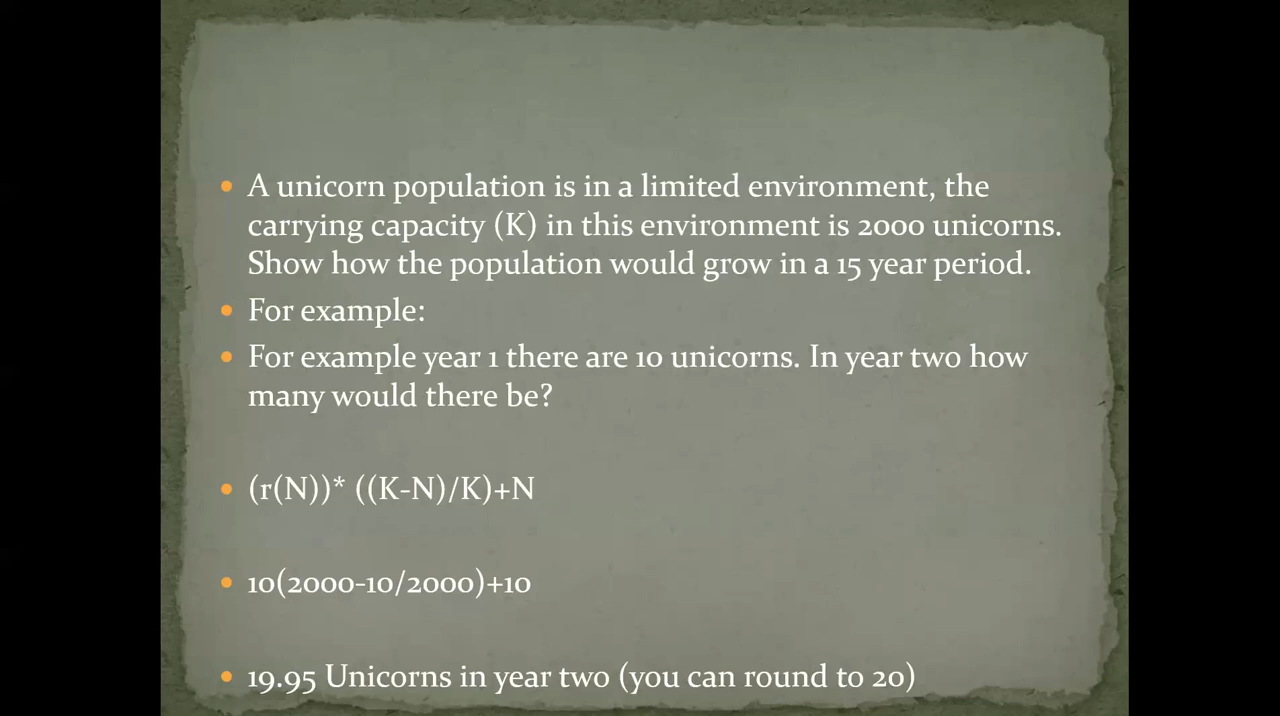 • A unicorn population is in a limited environment, the
carrying capacity (K) in this environment is 2000 unicorns.
Show how the population would grow in a 15 year period.
• For example:
• For example year 1 there are 10 unicorns. In year two how
many would there be?
• (r(N))* ((K-N)/K)+N
• 10(2000-10/2000)+10
• 19.95 Unicorns in year two (you can round to 20)